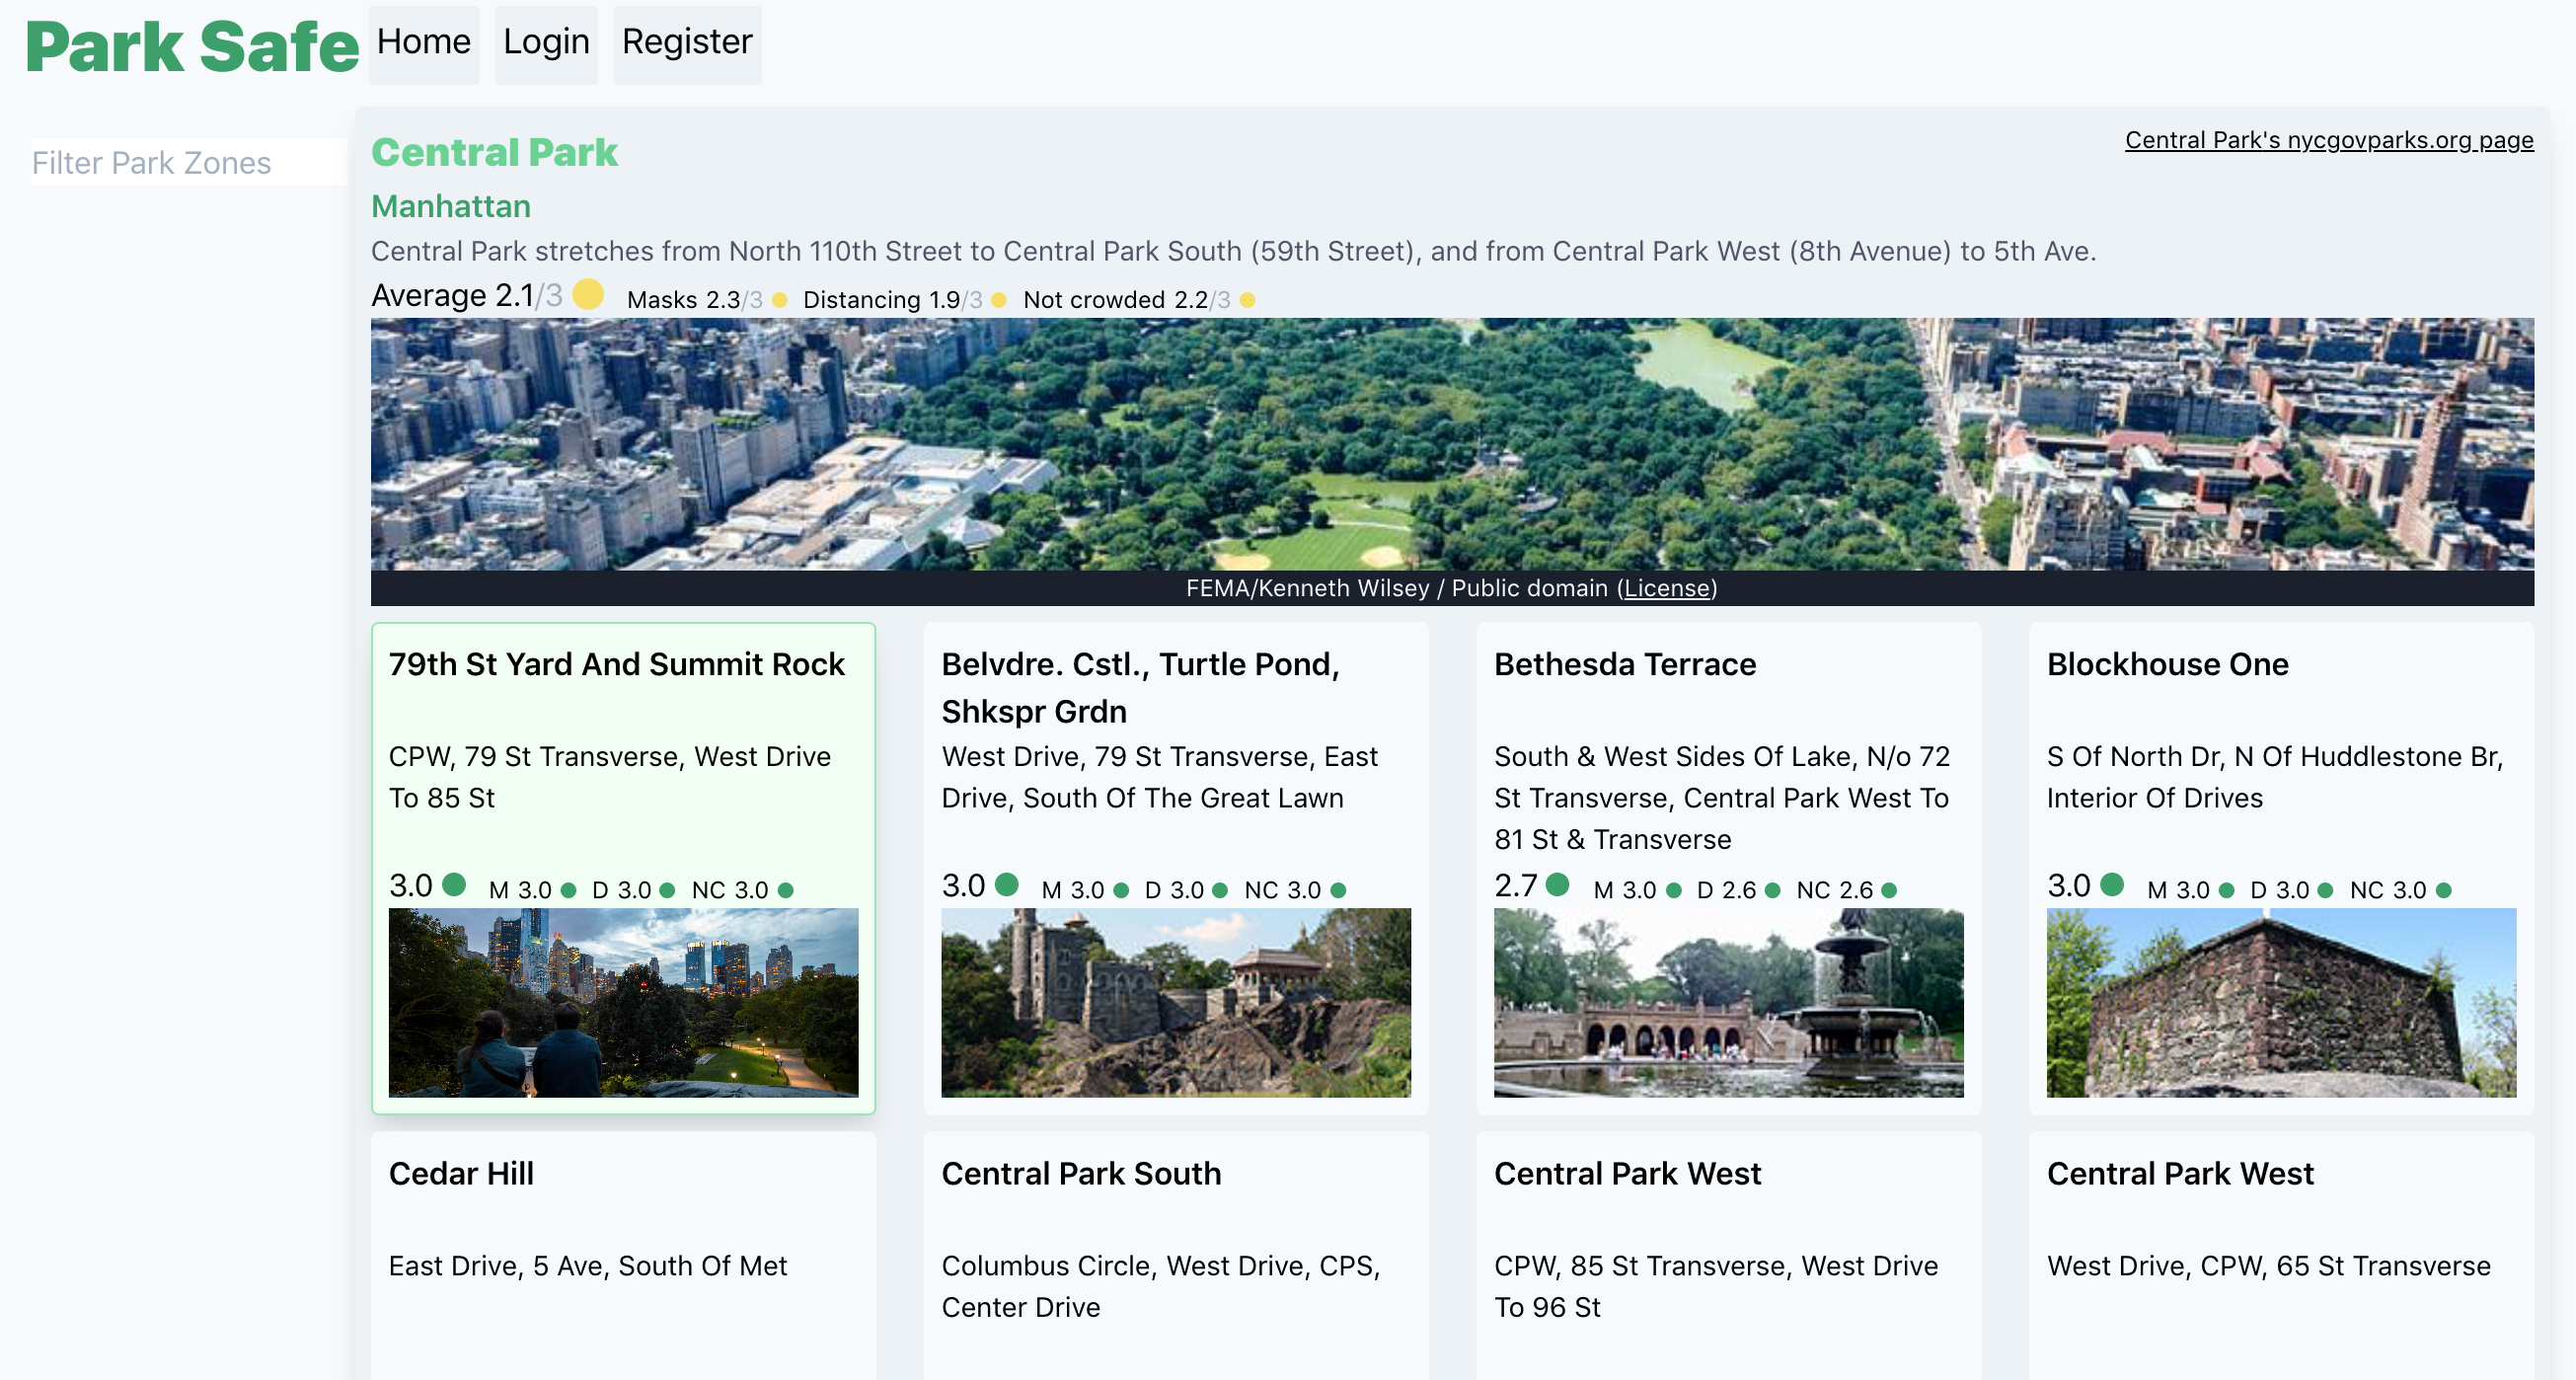 Park Safe Home Login Register
Filter Park Zones
Central Park
Central Park's nycgovparks.org page
Manhattan
Central Park stretches from North 110th Street to Central Park South (59th Street), and from Central Park West (8th Avenue) to 5th Ave.
Average 2.1/3 Masks 2.3/3 Distancing 1.9/3 Not crowded 2.2/3
FEMA/Kenneth Wilsey / Public domain (License)
79th St Yard And Summit Rock
CPW, 79 St Transverse, West Drive
To 85 St
3.0 M 3.0 D 3.0 NC 3.0
Belvdre. Cstl., Turtle Pond,
Shkspr Grdn
West Drive, 79 St Transverse, East
Drive, South Of The Great Lawn
3.0 M 3.0 D 3.0 NC 3.0
Bethesda Terrace
South & West Sides Of Lake, N/o 72
St Transverse, Central Park West To
81 St & Transverse
2.7 M 3.0 D 2.6 NC 2.6
Blockhouse One
S Of North Dr, N Of Huddlestone Br,
Interior Of Drives
3.0 M 3.0 D 3.0 NC 3.0
Cedar Hill
East Drive, 5 Ave, South Of Met
Central Park South
Columbus Circle, West Drive, CPS,
Center Drive
Central Park West
CPW, 85 St Transverse, West Drive
To 96 St
Central Park West
West Drive, CPW, 65 St Transverse